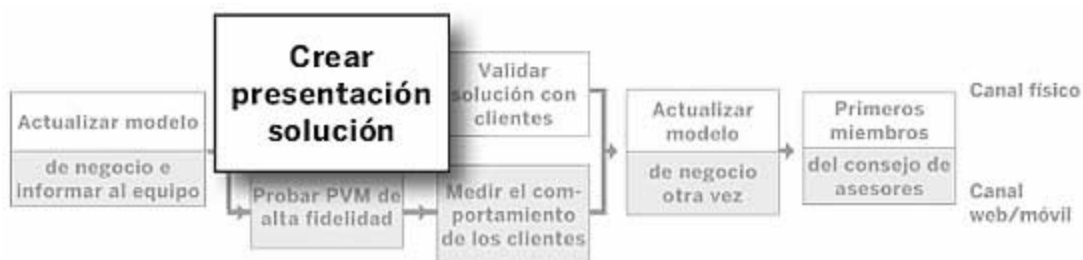 Actualizar modelo
de negocio e
informar al equipo
Crear
presentación
solución
Validar
solución con
clientes
Probar PVM de
alta fidelidad
Medir el com-
portamiento
de los clientes
Actualizar
modelo
de negocio
otra vez
Primeros
miembros
del consejo de
asesores
Canal físico
Canal
web/móvil